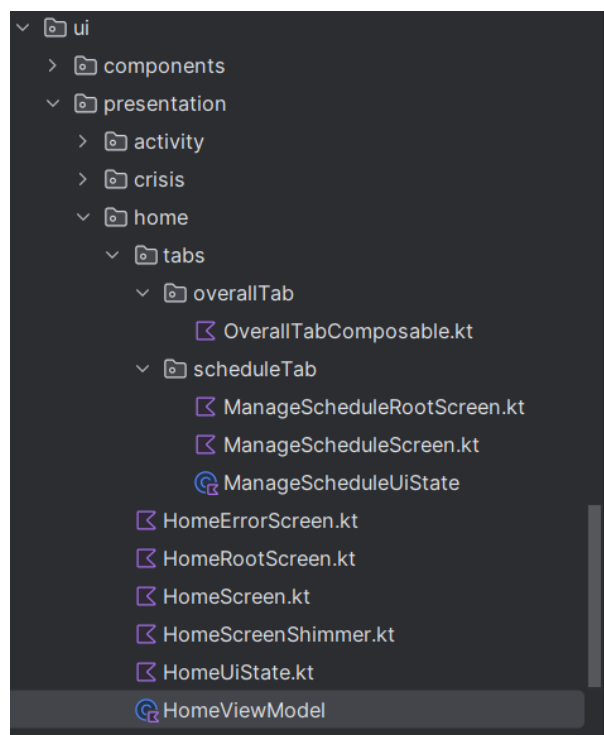 ui
components
presentation
activity
crisis
home
tabs
overallTab
OverallTabComposable.kt
scheduleTab
ManageScheduleRootScreen.kt
ManageScheduleScreen.kt
ManageScheduleUiState
HomeErrorScreen.kt
HomeRootScreen.kt
HomeScreen.kt
HomeScreenShimmer.kt
HomeUiState.kt
HomeViewModel